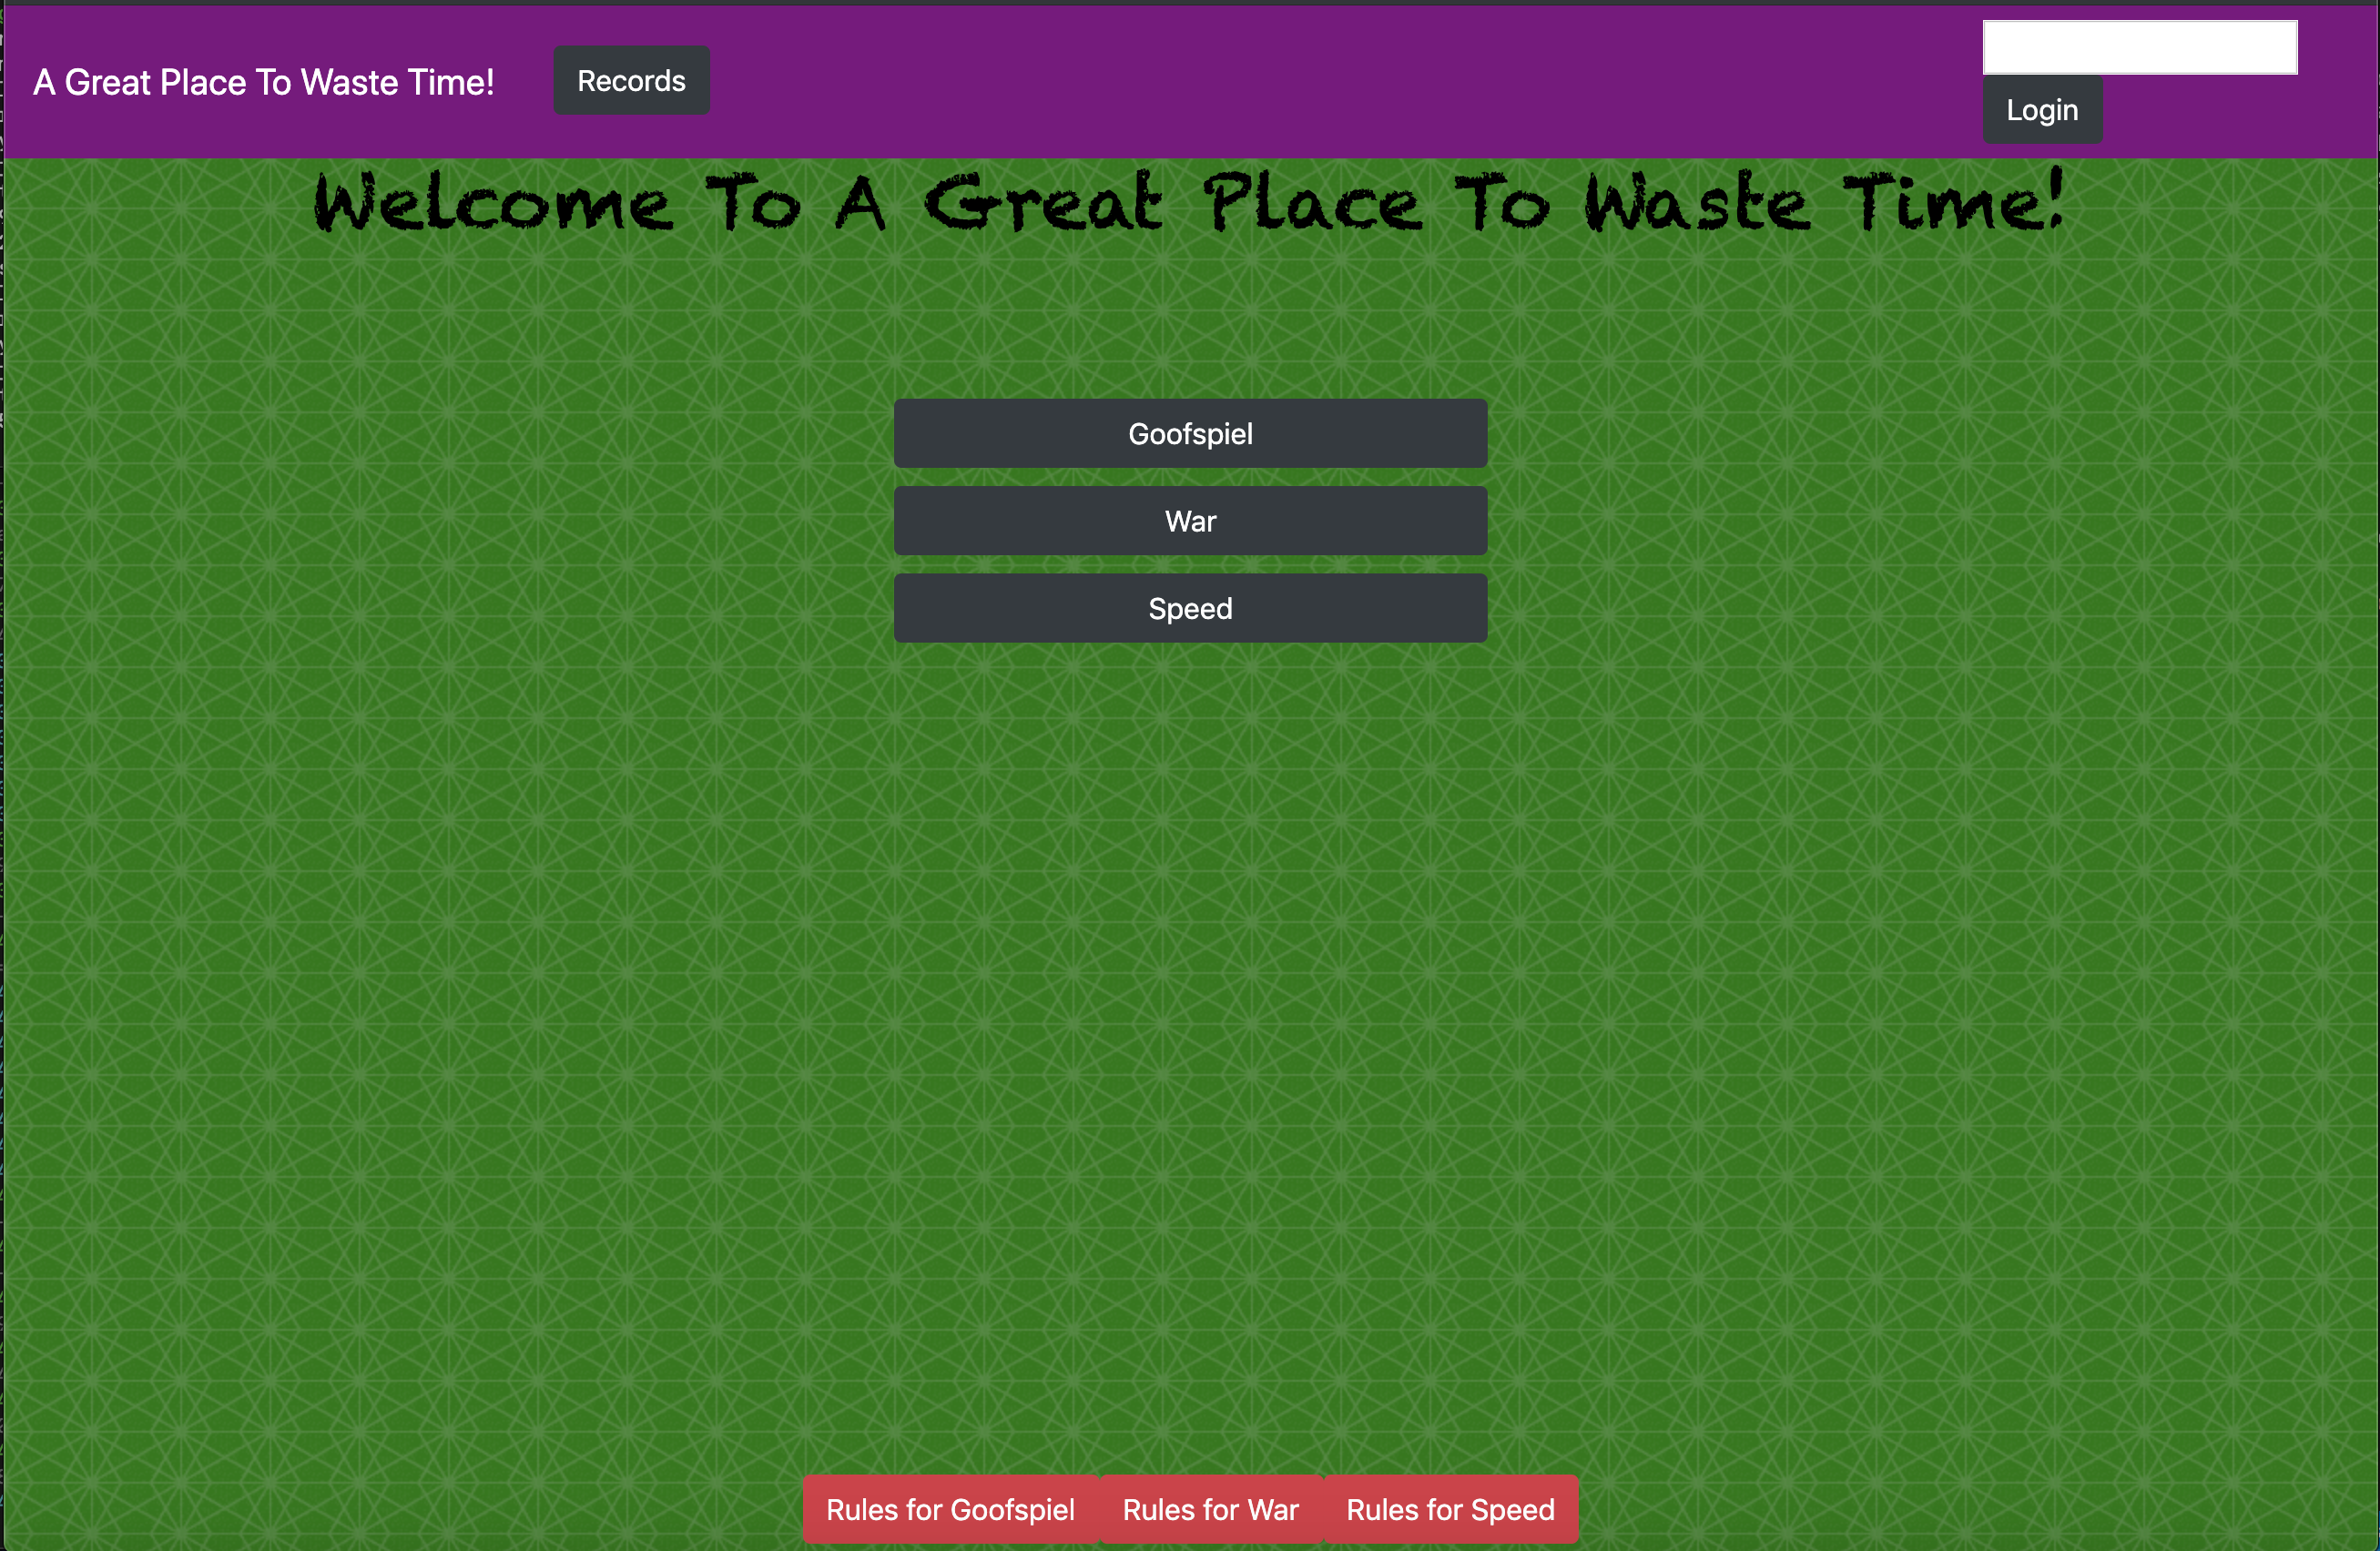 A Great Place To Waste Time!
Records
Login
Welcome To A Great Place To Waste Time!
Goofspiel
War
Speed
Rules for Goofspiel
Rules for War
Rules for Speed